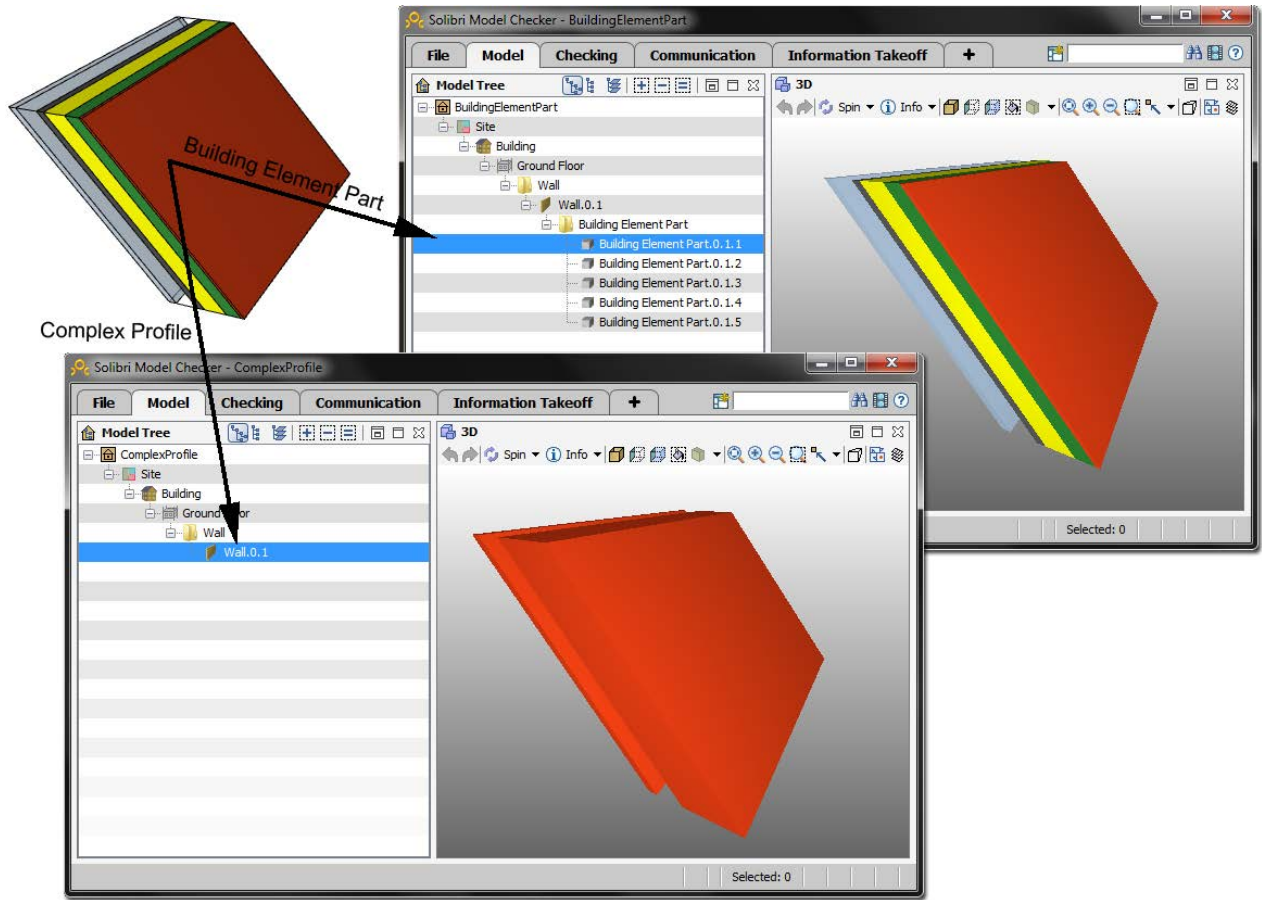 Building Element Part
Complex Profile
Solibri Model Checker - BuildingElementPart
File Model Checking Communication Information Takeoff +
Model Tree
BuildingElementPart
Site
Building
Ground Floor
Wall
Wall.0.1
Building Element Part
Building Element Part.0.1.1
Building Element Part.0.1.2
Building Element Part.0.1.3
Building Element Part.0.1.4
Building Element Part.0.1.5
3D
Spin Info
Selected: 0
Solibri Model Checker - ComplexProfile
File Model Checking Communication Information Takeoff +
Model Tree
ComplexProfile
Site
Building
Ground Floor
Wall
Wall.0.1
3D
Spin Info
Selected: 0